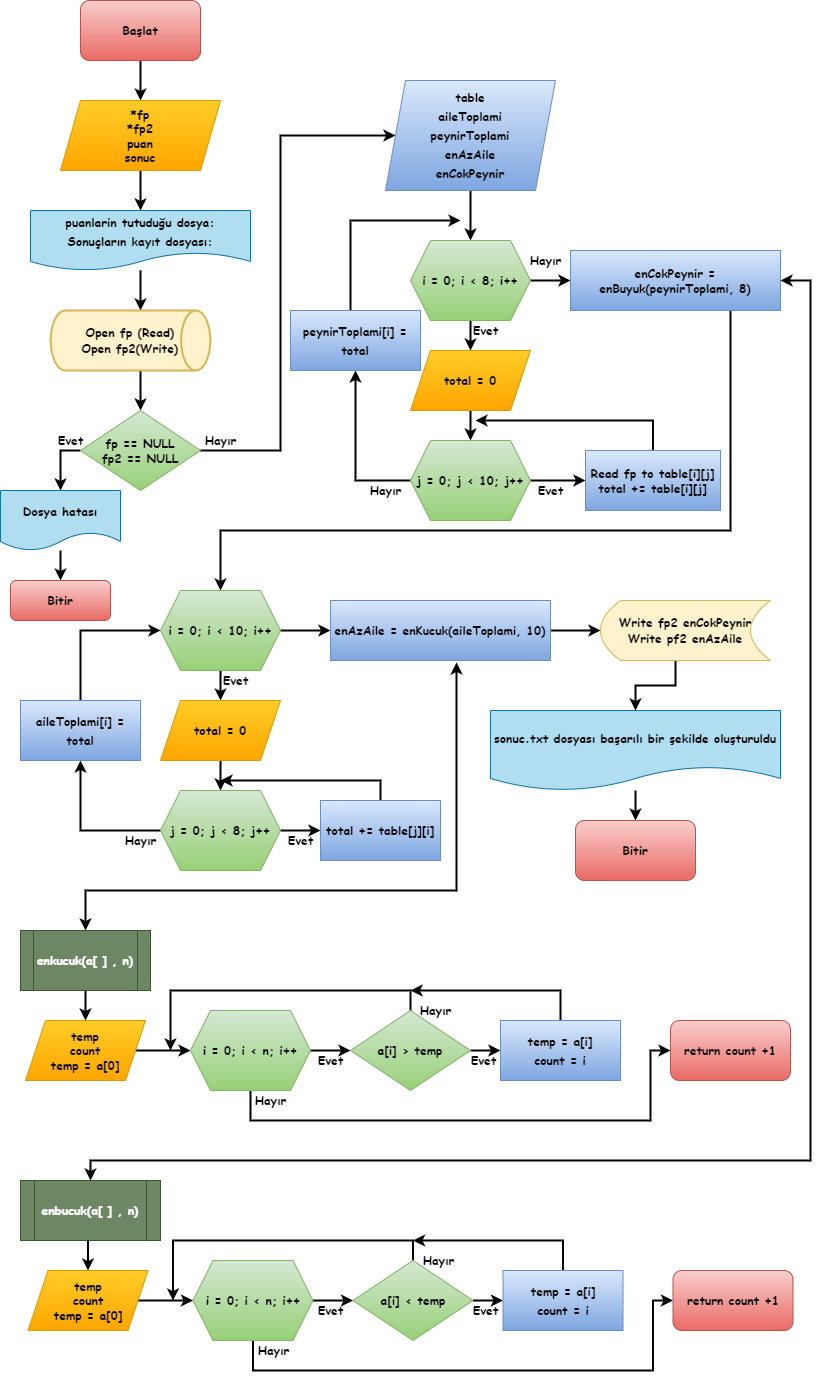 Başlat
*fp
*fp2
puan
sonuc
puanlarin tutuduğu dosya:
Sonuçların kayıt dosyası:
Open fp (Read)
Open fp2(Write)
fp == NULL
fp2 == NULL
Evet
Hayır
Dosya hatası
Bitir
table
aileToplami
peynirToplami
enAzAile
enCokPeynir
i = 0; i < 8; i++
Hayır
enCokPeynir =
enBuyuk(peynirToplami, 8)
Evet
peynirToplami[i] =
total
total = 0
j = 0; j < 10; j++
Hayır
Evet
Read fp to table[i][j]
total += table[i][j]
i = 0; i < 10; i++
enAzAile = enKucuk(aileToplami, 10)
Write fp2 enCokPeynir
Write pf2 enAzAile
Evet
aileToplami[i] =
total
total = 0
sonuc.txt dosyası başarılı bir şekilde oluşturuldu
j = 0; j < 8; j++
Hayır
Evet
total += table[j][i]
Bitir
enkucuk(a[ ] , n)
temp
count
temp = a[0]
i = 0; i < n; i++
Evet
Hayır
a[i] > temp
Hayır
Evet
temp = a[i]
count = i
return count +1
enbucuk(a[ ] , n)
temp
count
temp = a[0]
i = 0; i < n; i++
Evet
Hayır
a[i] < temp
Hayır
Evet
temp = a[i]
count = i
return count +1